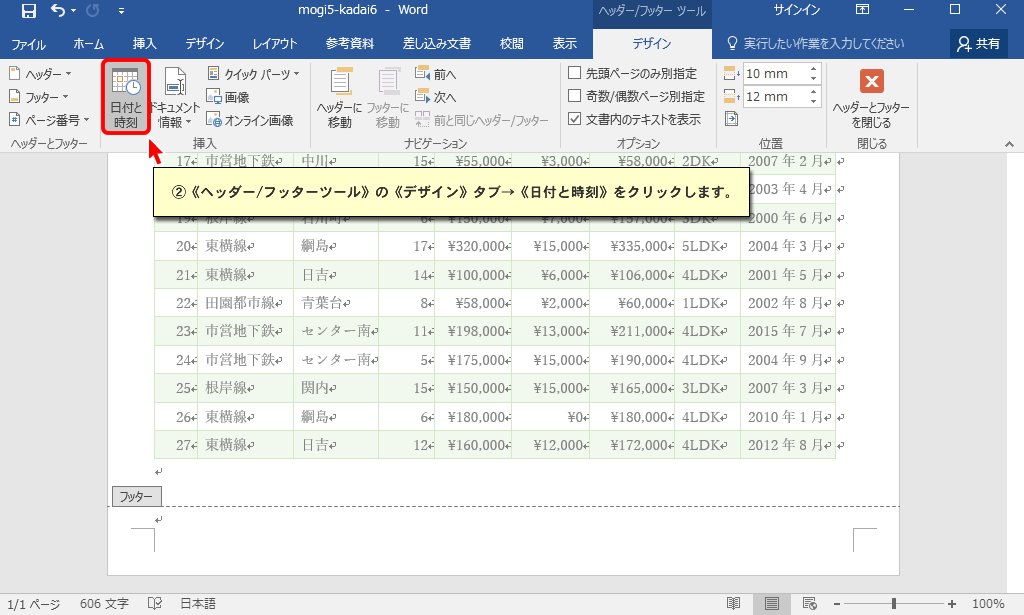 mogi5-kadai6 - Word
ヘッダー/フッター ツール
サインイン
ファイル ホーム 挿入 デザイン レイアウト 参考資料 差し込み文書 校閲 表示 デザイン 実行したい作業を入力してください 共有
ヘッダー
フッター
ページ番号
ヘッダーとフッター
日付と
時刻
ドキュメント
情報
クイック パーツ
画像
オンライン画像
挿入
ヘッダーに
移動
フッターに
移動
前へ
次へ
前と同じヘッダー/フッター
ナビゲーション
先頭ページのみ別指定
奇数/偶数ページ別指定
文書内のテキストを表示
オプション
10 mm
12 mm
位置
ヘッダーとフッター
を閉じる
閉じる
17 市営地下鉄 中川 15 ¥55,000 ¥3,000 ¥58,000 2DK 2007 年 2 月
②《ヘッダー/フッターツール》の《デザイン》タブ→《日付と時刻》をクリックします。
2003 年 4 月
19 根岸線 石川町 6 ¥150,000 ¥7,000 ¥157,000 3DK 2000 年 6 月
20 東横線 綱島 17 ¥320,000 ¥15,000 ¥335,000 5LDK 2004 年 3 月
21 東横線 日吉 14 ¥100,000 ¥6,000 ¥106,000 4LDK 2001 年 5 月
22 田園都市線 青葉台 8 ¥58,000 ¥2,000 ¥60,000 1LDK 2002 年 8 月
23 市営地下鉄 センター南 11 ¥198,000 ¥13,000 ¥211,000 4LDK 2015 年 7 月
24 市営地下鉄 センター南 5 ¥175,000 ¥15,000 ¥190,000 4LDK 2004 年 9 月
25 根岸線 関内 15 ¥150,000 ¥15,000 ¥165,000 3LDK 2007 年 3 月
26 東横線 綱島 6 ¥180,000 ¥0 ¥180,000 4LDK 2010 年 1 月
27 東横線 日吉 12 ¥160,000 ¥12,000 ¥172,000 4LDK 2012 年 8 月
フッター
1/1 ページ 606 文字 日本語 100%